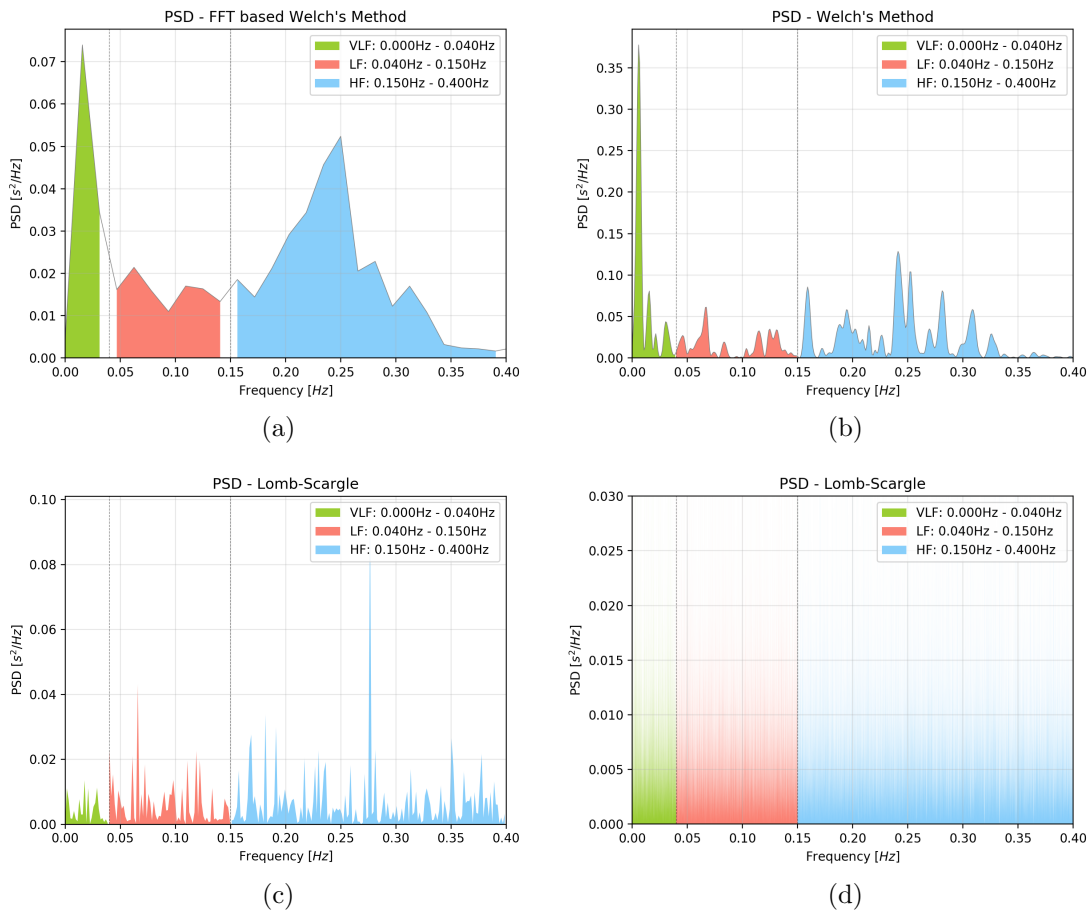 PSD - FFT based Welch's Method
VLF: 0.000Hz - 0.040Hz
LF: 0.040Hz - 0.150Hz
HF: 0.150Hz - 0.400Hz
PSD [s²/Hz]
0.07
0.06
0.05
0.04
0.03
0.02
0.01
0.00
0.00 0.05 0.10 0.15 0.20 0.25 0.30 0.35 0.40
Frequency [Hz]
(a)
PSD - Welch's Method
VLF: 0.000Hz - 0.040Hz
LF: 0.040Hz - 0.150Hz
HF: 0.150Hz - 0.400Hz
PSD [s²/Hz]
0.35
0.30
0.25
0.20
0.15
0.10
0.05
0.00
0.00 0.05 0.10 0.15 0.20 0.25 0.30 0.35 0.40
Frequency [Hz]
(b)
PSD - Lomb-Scargle
VLF: 0.000Hz - 0.040Hz
LF: 0.040Hz - 0.150Hz
HF: 0.150Hz - 0.400Hz
PSD [s²/Hz]
0.10
0.08
0.06
0.04
0.02
0.00
0.00 0.05 0.10 0.15 0.20 0.25 0.30 0.35 0.40
Frequency [Hz]
(c)
PSD - Lomb-Scargle
VLF: 0.000Hz - 0.040Hz
LF: 0.040Hz - 0.150Hz
HF: 0.150Hz - 0.400Hz
PSD [s²/Hz]
0.030
0.025
0.020
0.015
0.010
0.005
0.000
0.00 0.05 0.10 0.15 0.20 0.25 0.30 0.35 0.40
Frequency [Hz]
(d)